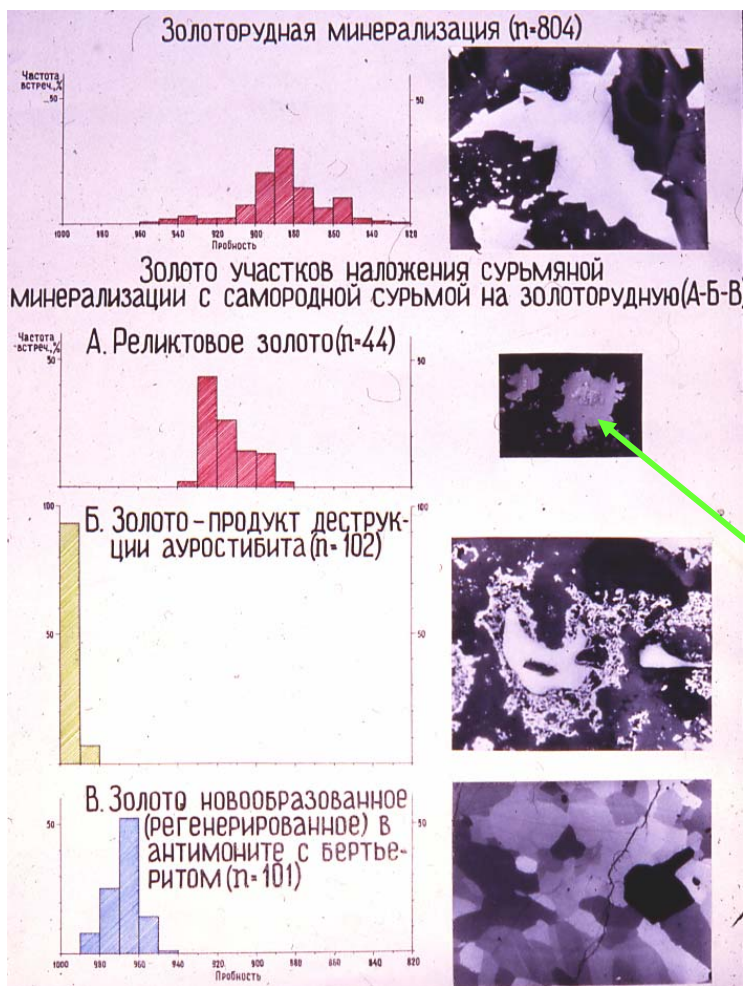 Золоторудная минерализация (n=804)
Частота
встреч.,%
50
50
1000 980 960 940 920 900 880 860 840 820
Пробность
Золото участков наложения сурьмяной
минерализации с самородной сурьмой на золоторудную(А-Б-В)
Частота
встреч.,%
50
50
А. Реликтовое золото(n=44)
100
100
Б. Золото – продукт деструк-
ции ауростибита(n=102)
50
50
В. Золото новообразованное
50
50
(регенерированное) в
антимоните с бертье-
ритом(n=101)
1000 980 960 940 920 900 880 860 840 820
Пробность